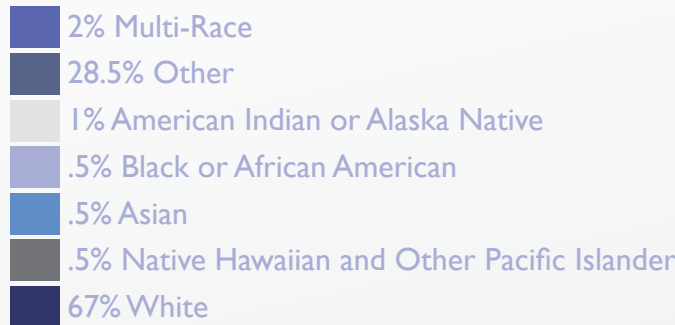 2% Multi-Race
28.5% Other
1% American Indian or Alaska Native
.5% Black or African American
.5% Asian
.5% Native Hawaiian and Other Pacific Islander
67% White